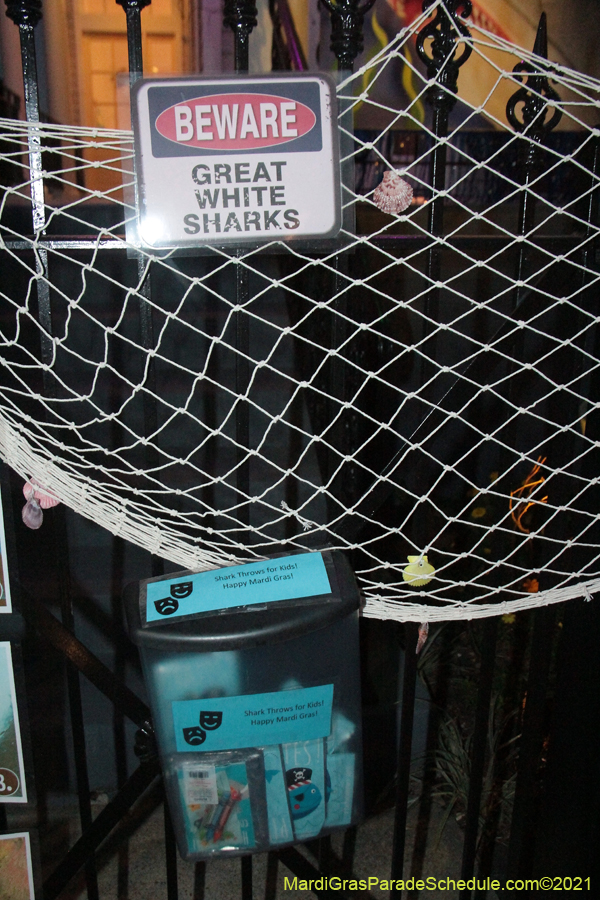 BEWARE
GREAT
WHITE
SHARKS
Shark Throws for Kids!
Happy Mardi Gras!
Shark Throws for Kids!
Happy Mardi Gras!
3.
MardiGrasParadeSchedule.com©2021